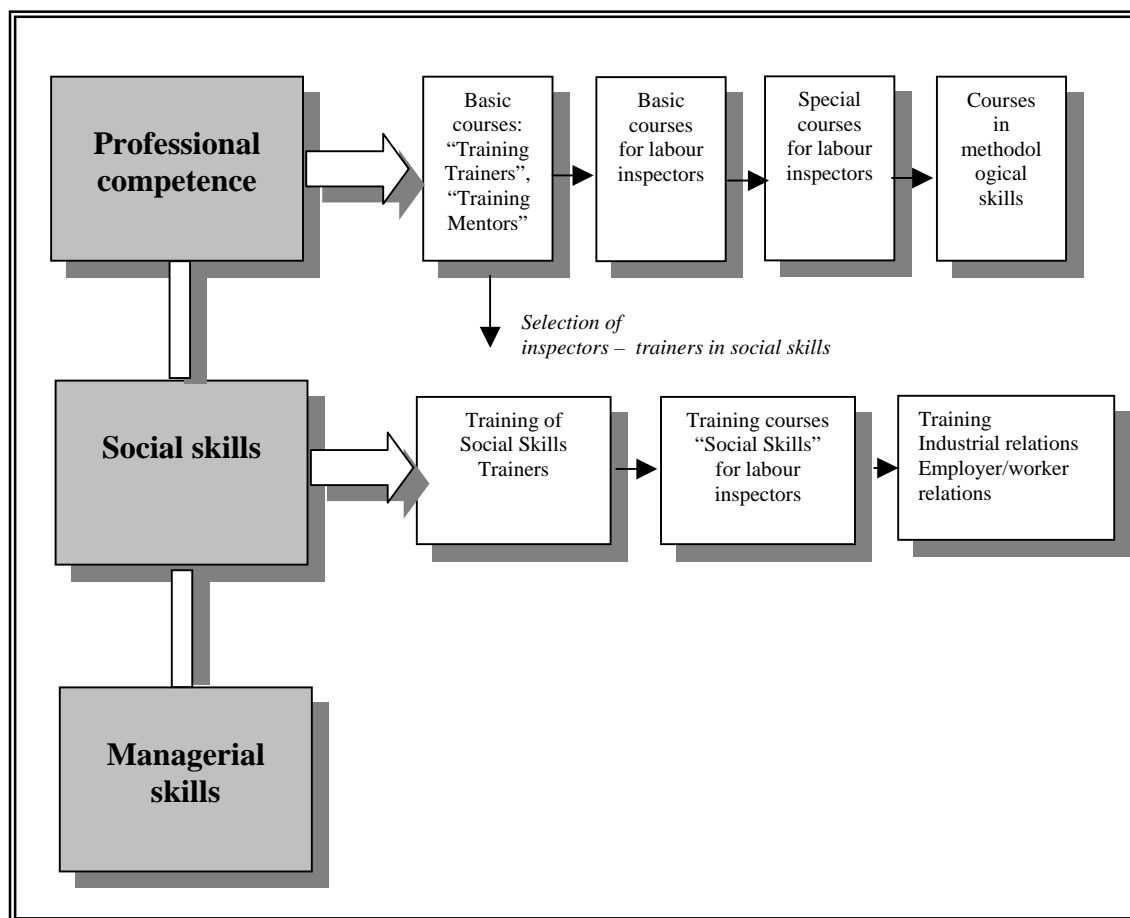 Professional
competence
Basic
courses:
“Training
Trainers”,
“Training
Mentors”
Basic
courses
for labour
inspectors
Special
courses
for labour
inspectors
Courses
in
methodol
ogical
skills
Selection of
inspectors – trainers in social skills
Social skills
Training of
Social Skills
Trainers
Training courses
“Social Skills”
for labour
inspectors
Training
Industrial relations
Employer/worker
relations
Managerial
skills